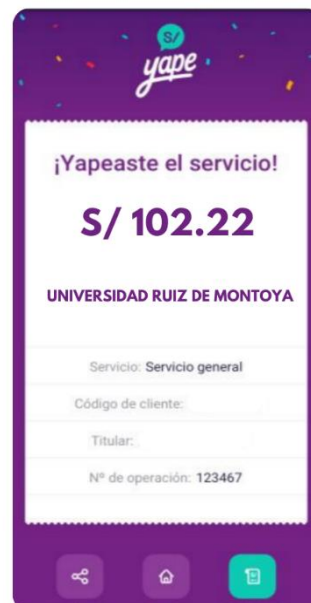 S/
yape
¡Yapeaste el servicio!
S/ 102.22
UNIVERSIDAD RUIZ DE MONTOYA
Servicio: Servicio general
Código de cliente:
Titular:
Nº de operación: 123467